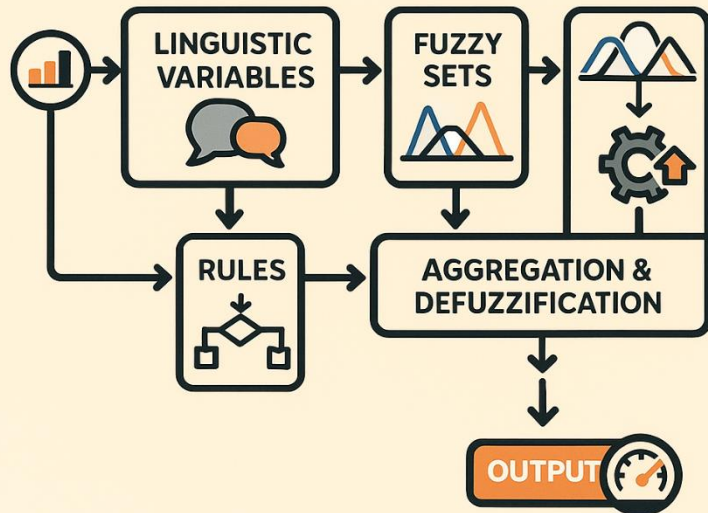 LINGUISTIC
VARIABLES
FUZZY
SETS
RULES
AGGREGATION &
DEFUZZIFICATION
OUTPUT